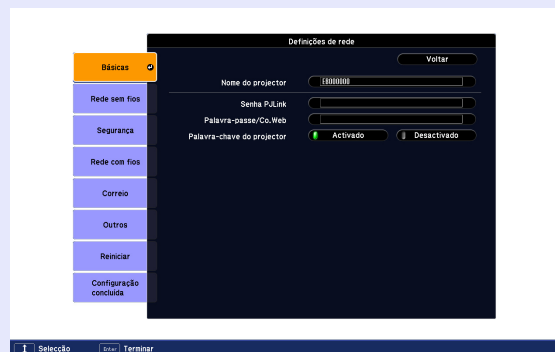 Definições de rede
Voltar
Básicas
Nome do projector
EB000000
Rede sem fios
Senha PJLink
Palavra-passe/Co.Web
Segurança
Palavra-chave do projector
Activado
Desactivado
Rede com fios
Correio
Outros
Reiniciar
Configuração
concluída
Selecção
Enter
Terminar